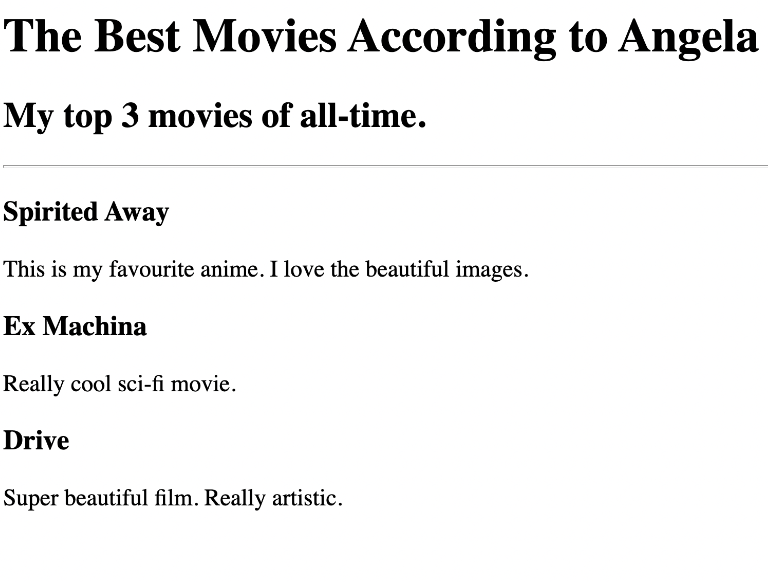 The Best Movies According to Angela
My top 3 movies of all-time.
Spirited Away
This is my favourite anime. I love the beautiful images.
Ex Machina
Really cool sci-fi movie.
Drive
Super beautiful film. Really artistic.